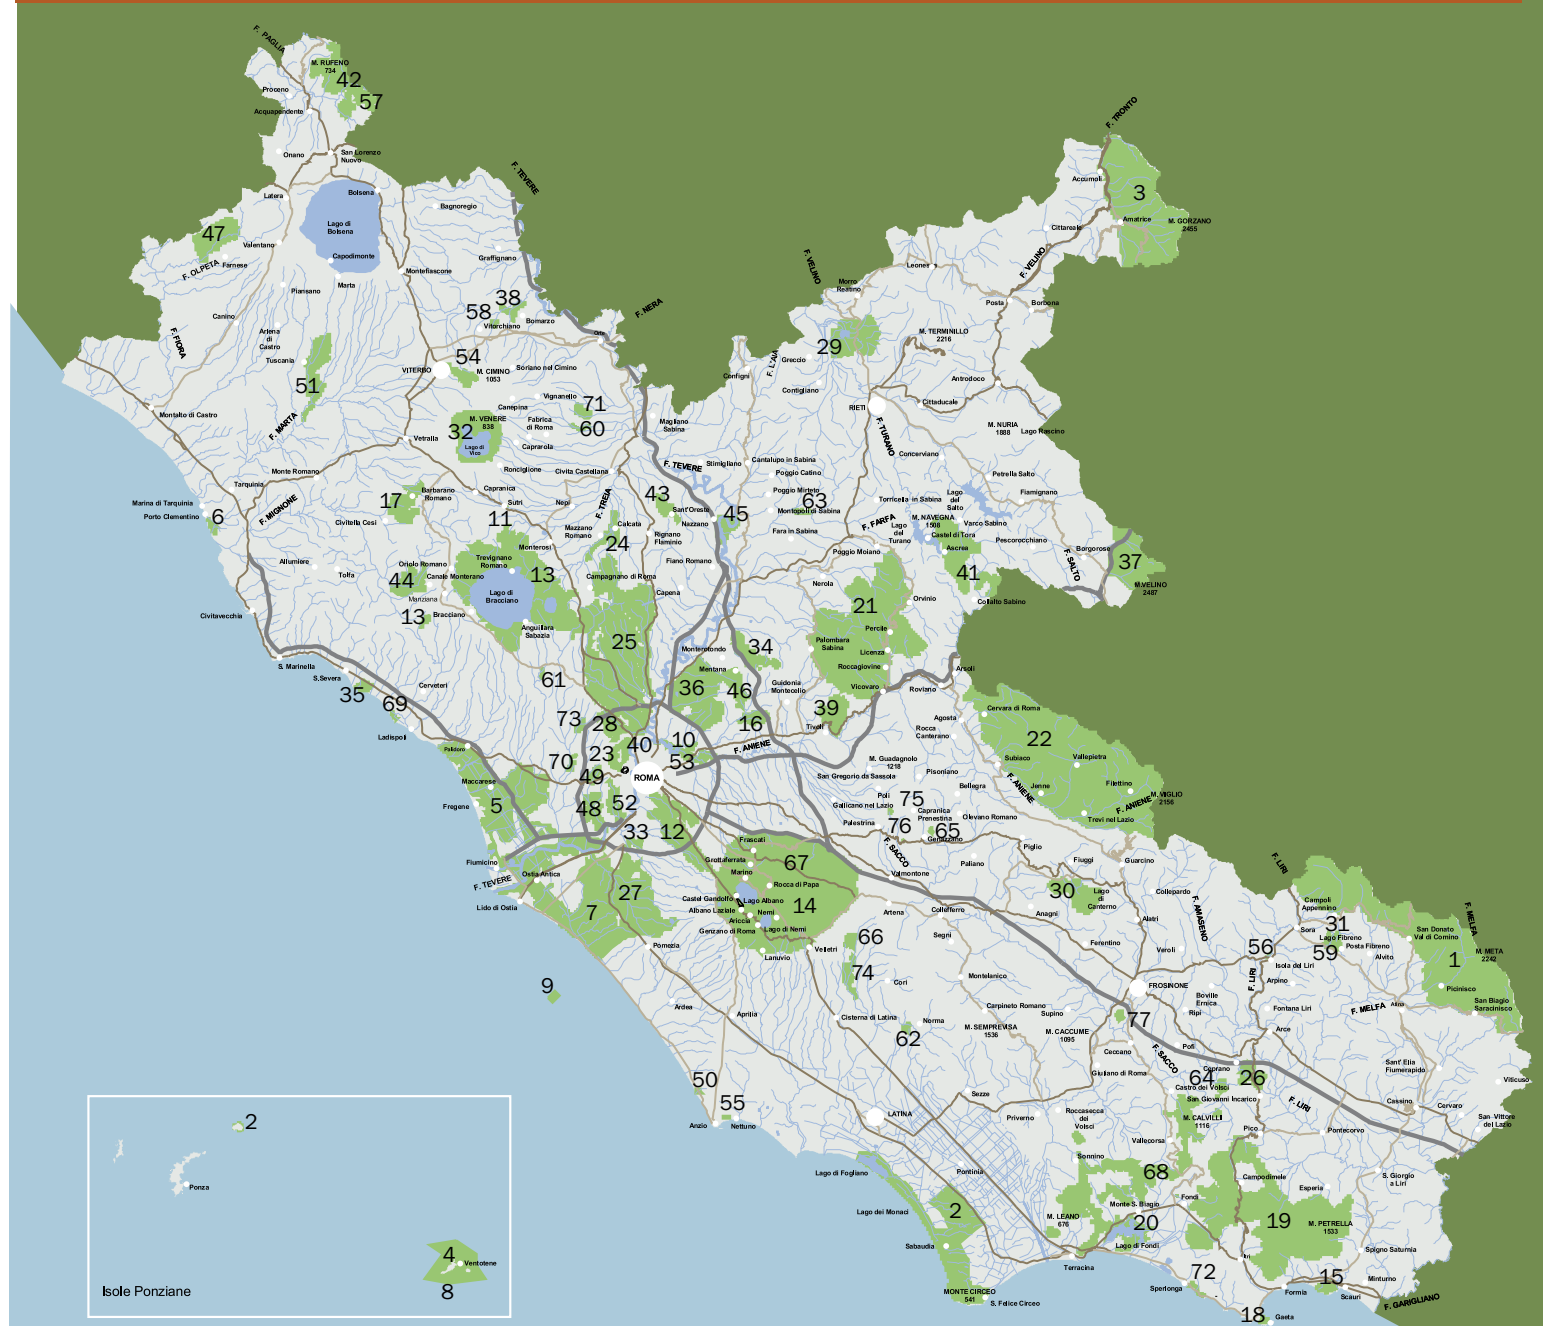 F. PAGLIA
M. RUFENO
734
42
57
Proceno
Acquapendente
Onano
San Lorenzo
Nuovo
F. TRONTO
Accumoli
3
Amatrice
M. GORZANO
2455
Cittareale
F. TEVERE
Latera
Bolsena
Bagnoregio
Lago di
Bolsena
47
Valentano
F. OLPETA
Farnese
Capodimonte
Graffignano
Montefiascone
Marta
Piansano
F. VELINO
Leonessa
F. VELINO
Morro
Reatino
Posta
Borbona
38
58
Vitorchiano
Bomarzo
F. NERA
Orte
Canino
F. FIORA
Arlena
di
Castro
Tuscania
51
54
VITERBO
M. CIMINO
1053
Soriano nel Cimino
M. TERMINILLO
2216
29
Greccio
F. L'AIA
Configni
Contigliano
Antrodoco
Cittaducale
RIETI
Montalto di Castro
F. MARTA
Canepina
Vignanello
71
60
M. VENERE
838
32
Lago di
Vico
Fabrica
di Roma
Caprarola
Magliano
Sabina
F. TURANO
M. NURIA
1888
Lago Rascino
Vetralla
Ronciglione
Civita Castellana
F. TEVERE
Stimigliano
Cantalupo in Sabina
Poggio Catino
Concerviano
Petrella Salto
Monte Romano
Tarquinia
Marina di Tarquinia
Porto Clementino
6
F. MIGNONE
17
Barbarano
Romano
Civitella Cesi
Capranica
Sutri
11
Nepi
F. TREIA
43
Sant'Oreste
Nazzano
45
Poggio Mirteto
63
Montopoli di Sabina
Fara in Sabina
Torricella in Sabina
Lago
del
Salto
Fiamignano
M. NAVEGNA
1508
Varco Sabino
Castel di Tora
Ascrea
F. FARFA
Lago
del
Turano
Pescorocchiano
Borgorose
37
F. SALTO
M.VELINO
2487
Mazzano
Romano
Calcata
24
Rignano
Flaminio
Monterosi
Trevignano
Romano
13
Allumiere
Tolfa
Oriolo Romano
44
Canale Monterano
Manziana
13
Bracciano
Lago di
Bracciano
Anguillara
Sabazia
Campagnano di Roma
Fiano Romano
Capena
Poggio Moiano
Nerola
41
Collalto Sabino
Orvinio
21
Percile
Palombara
Sabina
Licenza
Roccagiovine
Vicovaro
Civitavecchia
S. Marinella
S.Severa
35
69
Cerveteri
Ladispoli
61
25
Monterotondo
34
Mentana
36
46
Guidonia
Montecelio
39
Tivoli
16
Arsoli
Roviano
Cervara di Roma
Agosta
Rocca
Canterano
22
Subiaco
Vallepietra
Jenne
Filettino
F. ANIENE
F. ANIENE
Trevi nel Lazio
M. VIGLIO
2156
73
28
70
23
40
10
53
F. ANIENE
49
ROMA
Palidoro
Maccarese
Fregene
5
48
52
33
12
M. Guadagnolo
1218
San Gregorio da Sassola
Pisoniano
Poli
Gallicano nel Lazio
75
Bellegra
Capranica
Prenestina
Olevano Romano
Palestrina
76
65
Genazzano
F. SACCO
Paliano
Piglio
Fiuggi
Guarcino
Valmontone
Fiumicino
F. TEVERE
Ostia Antica
Lido di Ostia
7
27
Frascati
Grottaferrata
67
Marino
Rocca di Papa
Castel Gandolfo
Lago Albano
Albano Laziale
14
Nemi
Ariccia
Genzano di Roma
Lago di Nemi
Lanuvio
Velletri
Artena
Colleferro
Segni
30
Anagni
Lago
di
Canterno
Collepardo
Alatri
F. AMASENO
Ferentino
Veroli
F. LIRI
Campoli
Appennino
31
Sora
Lago Fibreno
59
Posta Fibreno
Alvito
San Donato
Val di Comino
F. MELFA
M. META
2242
1
Picinisco
San Biagio
Saracinisco
56
Isola del Liri
Arpino
F. LIRI
Pomezia
9
66
74
Cori
Montelanico
FROSINONE
Boville
Ernica
Ripi
Fontana Liri
F. MELFA
Atina
Ardea
Aprilia
Cisterna di Latina
62
Norma
Carpineto Romano
Supino
M. SEMPREVISA
1536
M. CACCUME
1095
77
Ceccano
F. SACCO
Pofi
Arce
Giuliano di Roma
Ceprano
64
26
Castro dei Volsci
San Giovanni Incarico
Sant' Elia
Fiumerapido
Viticuso
Cassino
Cervaro
San Vittore
del Lazio
50
55
Anzio
Nettuno
LATINA
Sezze
Priverno
Roccasecca
dei
Volsci
M. CALVILLI
1116
F. LIRI
Pico
Pontecorvo
Vallecorsa
Sonnino
68
Campodimele
Esperia
S. Giorgio
a Liri
Lago di Fogliano
Pontinia
2
Lago dei Monaci
Sabaudia
M. LEANO
676
Monte S. Biagio
Fondi
20
Lago di Fondi
19
M. PETRELLA
1533
Spigno Saturnia
Itri
Terracina
72
Sperlonga
15
Formia
Minturno
Scauri
MONTE CIRCEO
541
S. Felice Circeo
18
Gaeta
F. GARIGLIANO
2
Ponza
4
Ventotene
8
Isole Ponziane